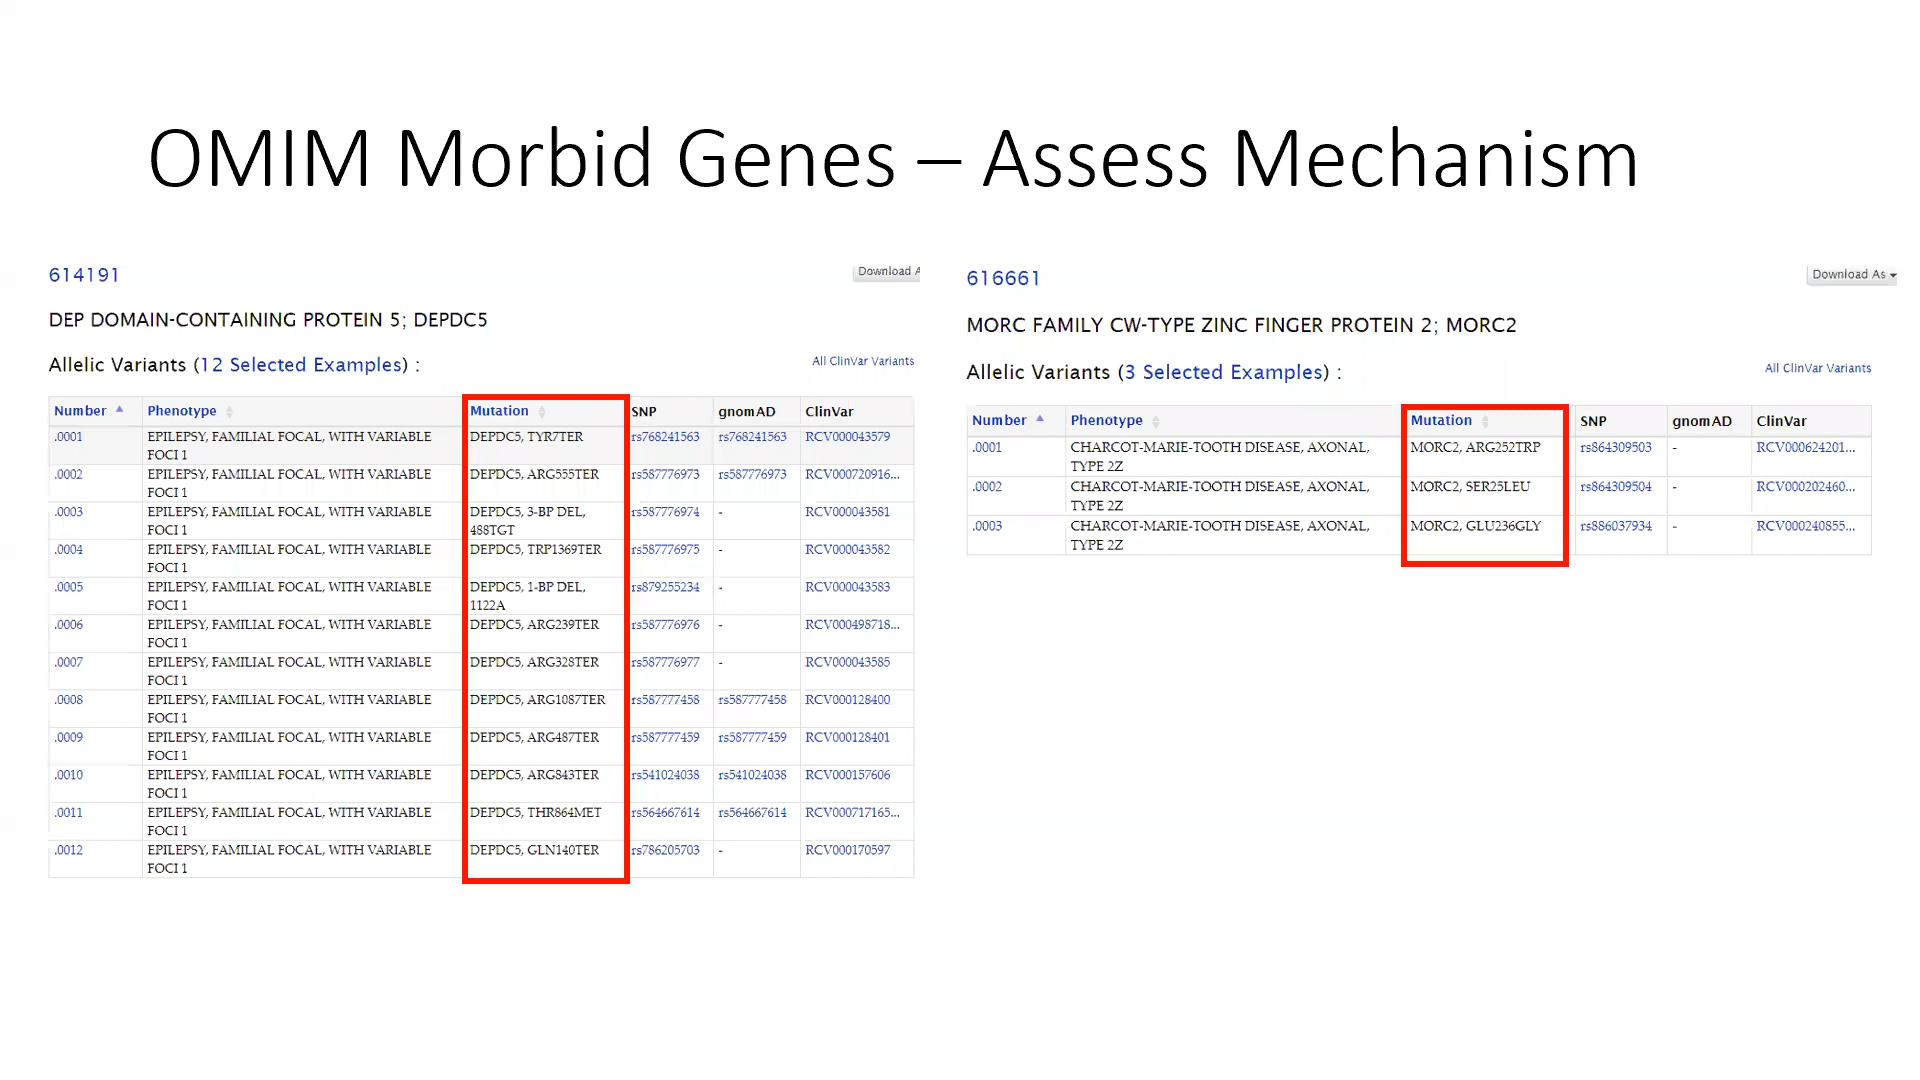 OMIM Morbid Genes – Assess Mechanism
614191
Download A
DEP DOMAIN-CONTAINING PROTEIN 5; DEPDC5
Allelic Variants (12 Selected Examples) :
All ClinVar Variants
Number Phenotype Mutation SNP gnomAD ClinVar
.0001 EPILEPSY, FAMILIAL FOCAL, WITH VARIABLE DEPDC5, TYR7TER rs768241563 rs768241563 RCV000043579
FOCI 1
.0002 EPILEPSY, FAMILIAL FOCAL, WITH VARIABLE DEPDC5, ARG555TER rs587776973 rs587776973 RCV000720916...
FOCI 1
.0003 EPILEPSY, FAMILIAL FOCAL, WITH VARIABLE DEPDC5, 3-BP DEL, rs587776974 - RCV000043581
FOCI 1 488TGT
.0004 EPILEPSY, FAMILIAL FOCAL, WITH VARIABLE DEPDC5, TRP1369TER rs587776975 - RCV000043582
FOCI 1
.0005 EPILEPSY, FAMILIAL FOCAL, WITH VARIABLE DEPDC5, 1-BP DEL, rs879255234 - RCV000043583
FOCI 1 1122A
.0006 EPILEPSY, FAMILIAL FOCAL, WITH VARIABLE DEPDC5, ARG239TER rs587776976 - RCV000498718...
FOCI 1
.0007 EPILEPSY, FAMILIAL FOCAL, WITH VARIABLE DEPDC5, ARG328TER rs587776977 - RCV000043585
FOCI 1
.0008 EPILEPSY, FAMILIAL FOCAL, WITH VARIABLE DEPDC5, ARG1087TER rs587777458 rs587777458 RCV000128400
FOCI 1
.0009 EPILEPSY, FAMILIAL FOCAL, WITH VARIABLE DEPDC5, ARG487TER rs587777459 rs587777459 RCV000128401
FOCI 1
.0010 EPILEPSY, FAMILIAL FOCAL, WITH VARIABLE DEPDC5, ARG843TER rs541024038 rs541024038 RCV000157606
FOCI 1
.0011 EPILEPSY, FAMILIAL FOCAL, WITH VARIABLE DEPDC5, THR864MET rs564667614 rs564667614 RCV000717165...
FOCI 1
.0012 EPILEPSY, FAMILIAL FOCAL, WITH VARIABLE DEPDC5, GLN140TER rs786205703 - RCV000170597
FOCI 1
616661
Download As
MORC FAMILY CW-TYPE ZINC FINGER PROTEIN 2; MORC2
Allelic Variants (3 Selected Examples) :
All ClinVar Variants
Number Phenotype Mutation SNP gnomAD ClinVar
.0001 CHARCOT-MARIE-TOOTH DISEASE, AXONAL, MORC2, ARG252TRP rs864309503 - RCV000624201...
TYPE 2Z
.0002 CHARCOT-MARIE-TOOTH DISEASE, AXONAL, MORC2, SER25LEU rs864309504 - RCV000202460...
TYPE 2Z
.0003 CHARCOT-MARIE-TOOTH DISEASE, AXONAL, MORC2, GLU236GLY rs886037934 - RCV000240855...
TYPE 2Z